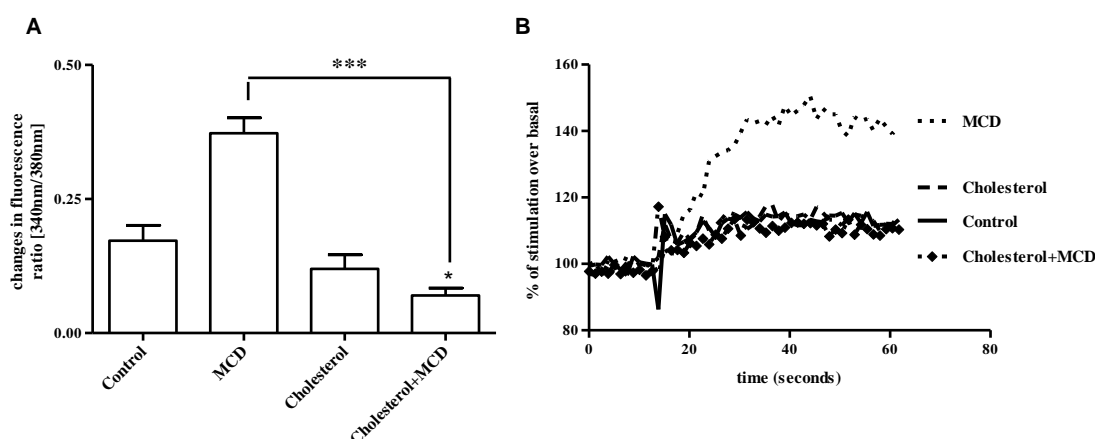 A
changes in fluorescence
ratio [340nm/380nm]
0.50
0.25
0.00
***
*
Control
MCD
Cholesterol
Cholesterol+MCD
B
% of stimulation over basal
160
140
120
100
80
0
20
40
60
80
time (seconds)
MCD
Cholesterol
Control
Cholesterol+MCD